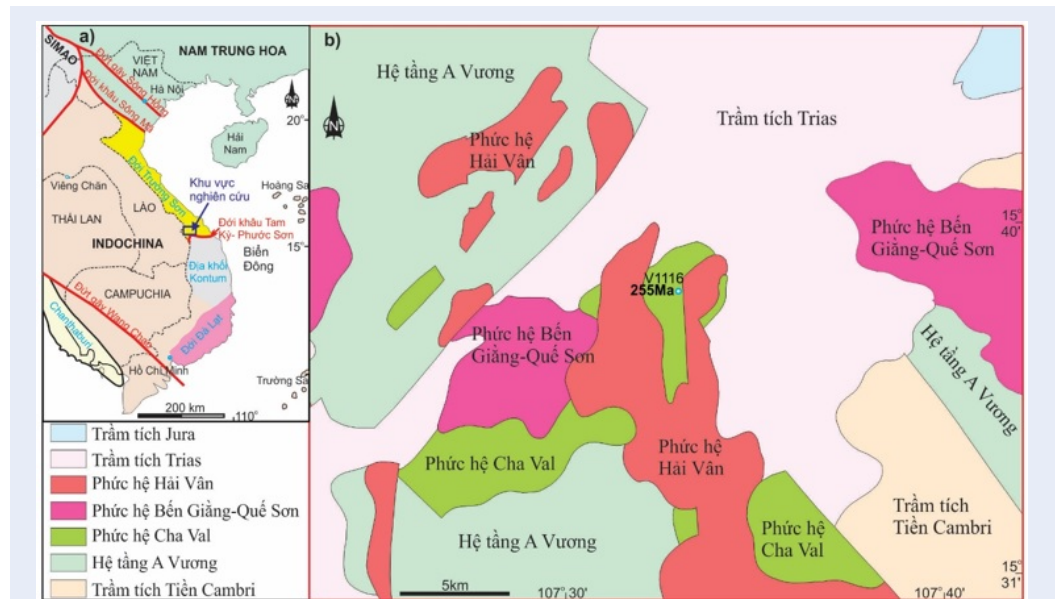 a)
SIMAO
Đứt gãy Sông Hồng
VIỆT
NAM
NAM TRUNG HOA
Hà Nội
Đới khâu Sông Mã
20°
Hải
Nam
Đới Trường Sơn
Viêng Chăn
Khu vực
nghiên cứu
Hoàng Sa
LÀO
THÁI LAN
Đới khâu Tam
Kỳ- Phước Sơn
INDOCHINA
15°
Biển
Đông
Địa khối
Kontum
CAMPUCHIA
Đứt gãy Wang Chao
Chanthaburi
Đới Đà Lạt
Hồ Chí Minh
Trường Sa
200 km
110°
Trầm tích Jura
Trầm tích Trias
Phức hệ Hải Vân
Phức hệ Bến Giằng-Quế Sơn
Phức hệ Cha Val
Hệ tầng A Vương
Trầm tích Tiền Cambri
b)
Hệ tầng A Vương
N
Trầm tích Trias
Phức hệ
Hải Vân
Phức hệ Bến
Giằng-Quế Sơn
15°
40'
V1116
255Ma
Phức hệ Bến
Giằng-Quế Sơn
Hệ tầng A Vương
Phức hệ Cha Val
Phức hệ
Hải Vân
Trầm tích
Tiền Cambri
Hệ tầng A Vương
Phức hệ
Cha Val
15°
31'
5km
107°30'
107°40'